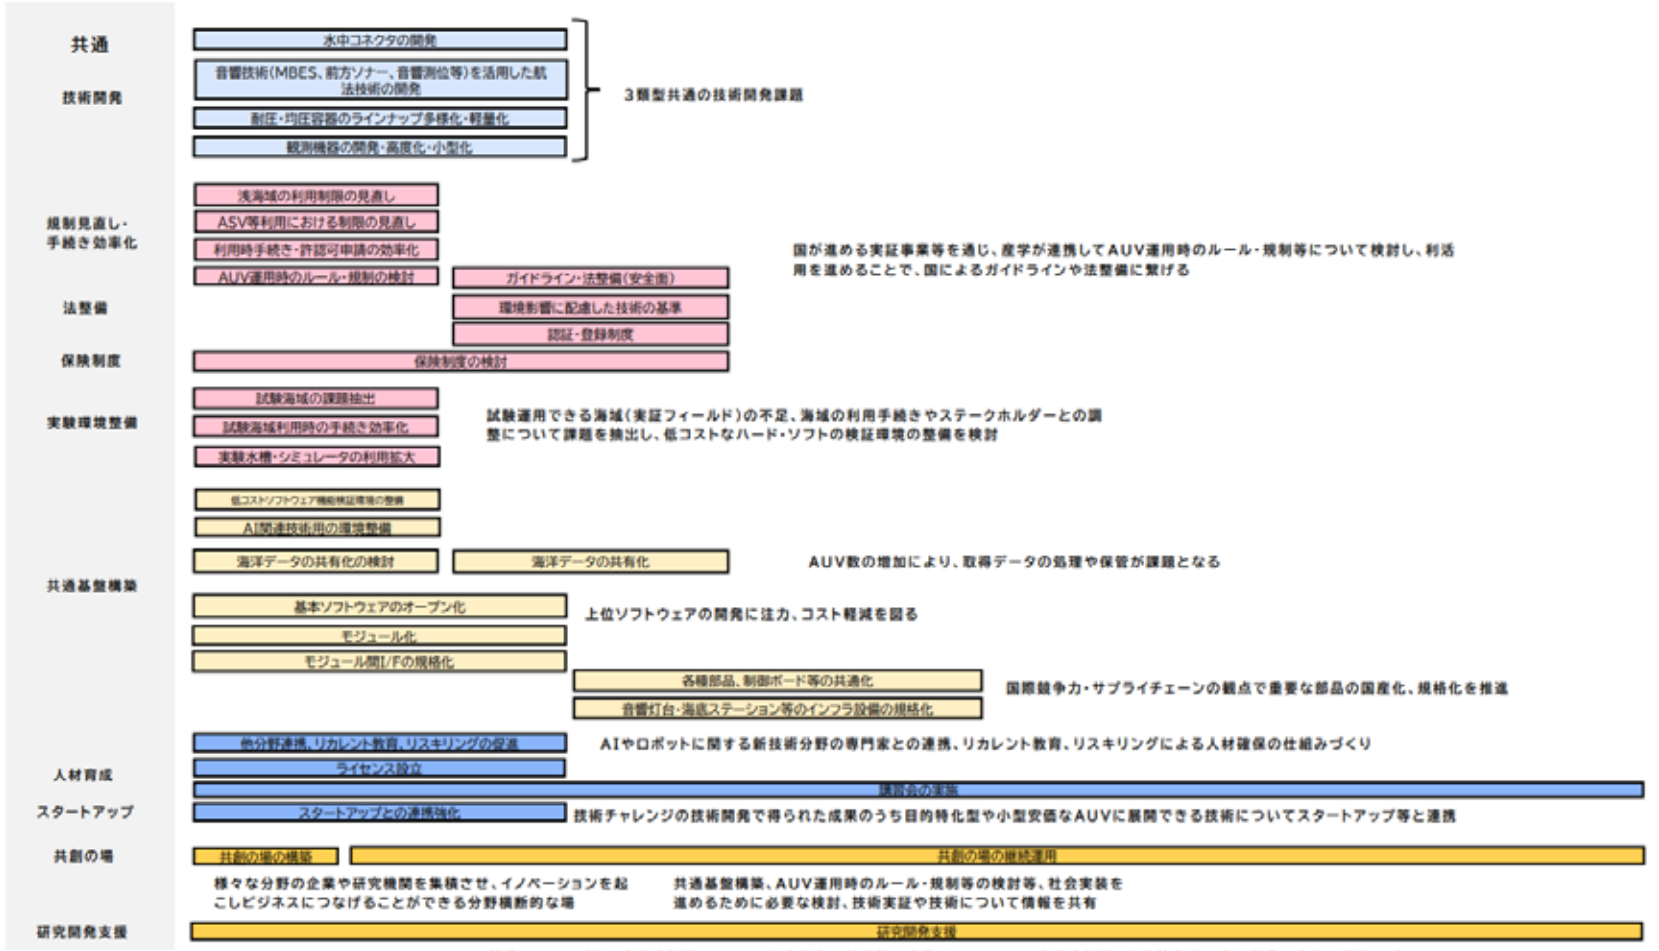 共通
技術開発
水中コネクタの開発
音響技術(MBES、前方ソナー、音響測位等)を活用した航
法技術の開発
耐圧・均圧容器のラインナップ多様化・軽量化
観測機器の開発・高度化・小型化
3類型共通の技術開発課題
規制見直し・
手続き効率化
浅海域の利用制限の見直し
ASV等利用における制限の見直し
利用時手続き・許認可申請の効率化
AUV運用時のルール・規制の検討
国が進める実証事業等を通じ、産学が連携してAUV運用時のルール・規制等について検討し、利活
用を進めることで、国によるガイドラインや法整備に繋げる
法整備
ガイドライン・法整備(安全面)
環境影響に配慮した技術の基準
認証・登録制度
保険制度
保険制度の検討
実験環境整備
試験海域の課題抽出
試験海域利用時の手続き効率化
実験水槽・シミュレータの利用拡大
試験運用できる海域(実証フィールド)の不足、海域の利用手続きやステークホルダーとの調
整について課題を抽出し、低コストなハード・ソフトの検証環境の整備を検討
共通基盤構築
低コストソフトウェア機能検証環境の整備
AI関連技術用の環境整備
海洋データの共有化の検討
海洋データの共有化
AUV数の増加により、取得データの処理や保管が課題となる
基本ソフトウェアのオープン化
モジュール化
モジュール間I/Fの規格化
上位ソフトウェアの開発に注力、コスト軽減を図る
各種部品、制御ボード等の共通化
音響灯台・海底ステーション等のインフラ設備の規格化
国際競争力・サプライチェーンの観点で重要な部品の国産化、規格化を推進
人材育成
他分野連携、リカレント教育、リスキリングの促進
AIやロボットに関する新技術分野の専門家との連携、リカレント教育、リスキリングによる人材確保の仕組みづくり
ライセンス設立
講習会の実施
スタートアップ
スタートアップとの連携強化
技術チャレンジの技術開発で得られた成果のうち目的特化型や小型安価なAUVに展開できる技術についてスタートアップ等と連携
共創の場
共創の場の構築
共創の場の継続運用
様々な分野の企業や研究機関を集積させ、イノベーションを起
こしビジネスにつなげることができる分野横断的な場
共通基盤構築、AUV運用時のルール・規制等の検討等、社会実装を
進めるために必要な検討、技術実証や技術について情報を共有
研究開発支援
研究開発支援